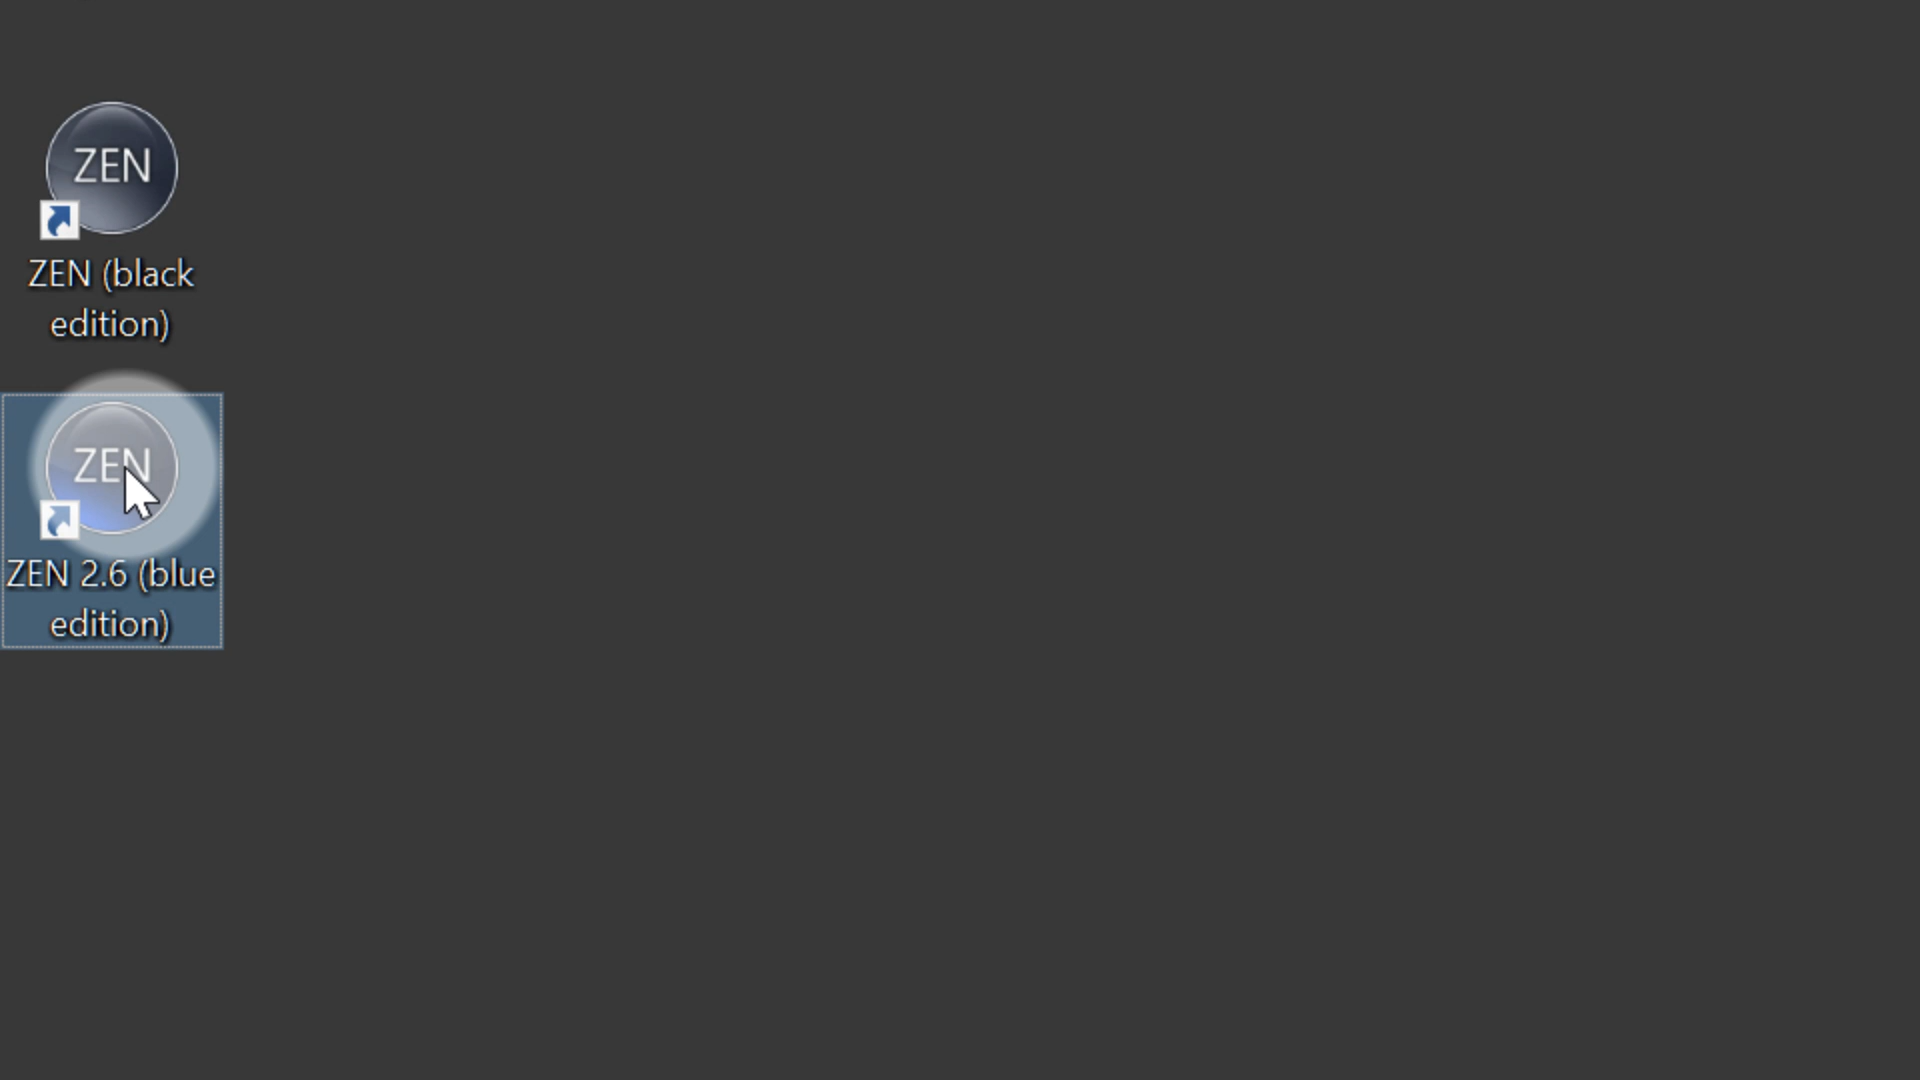 ZEN
ZEN (black
edition)
ZEN
ZEN 2.6 (blue
edition)